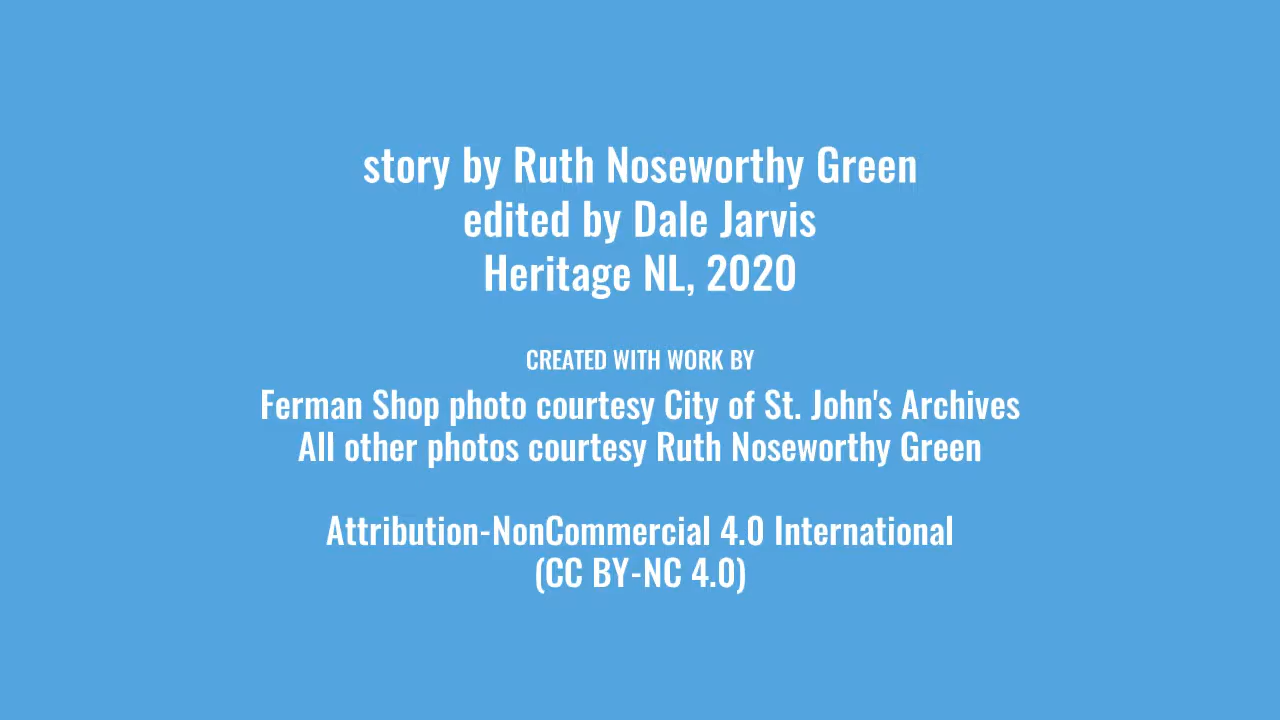 story by Ruth Noseworthy Green
edited by Dale Jarvis
Heritage NL, 2020
CREATED WITH WORK BY
Ferman Shop photo courtesy City of St. John's Archives
All other photos courtesy Ruth Noseworthy Green
Attribution-NonCommercial 4.0 International
(CC BY-NC 4.0)